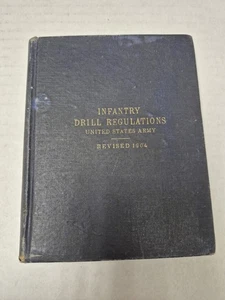 INFANTRY
DRILL REGULATIONS
UNITED STATES ARMY
REVISED 1904